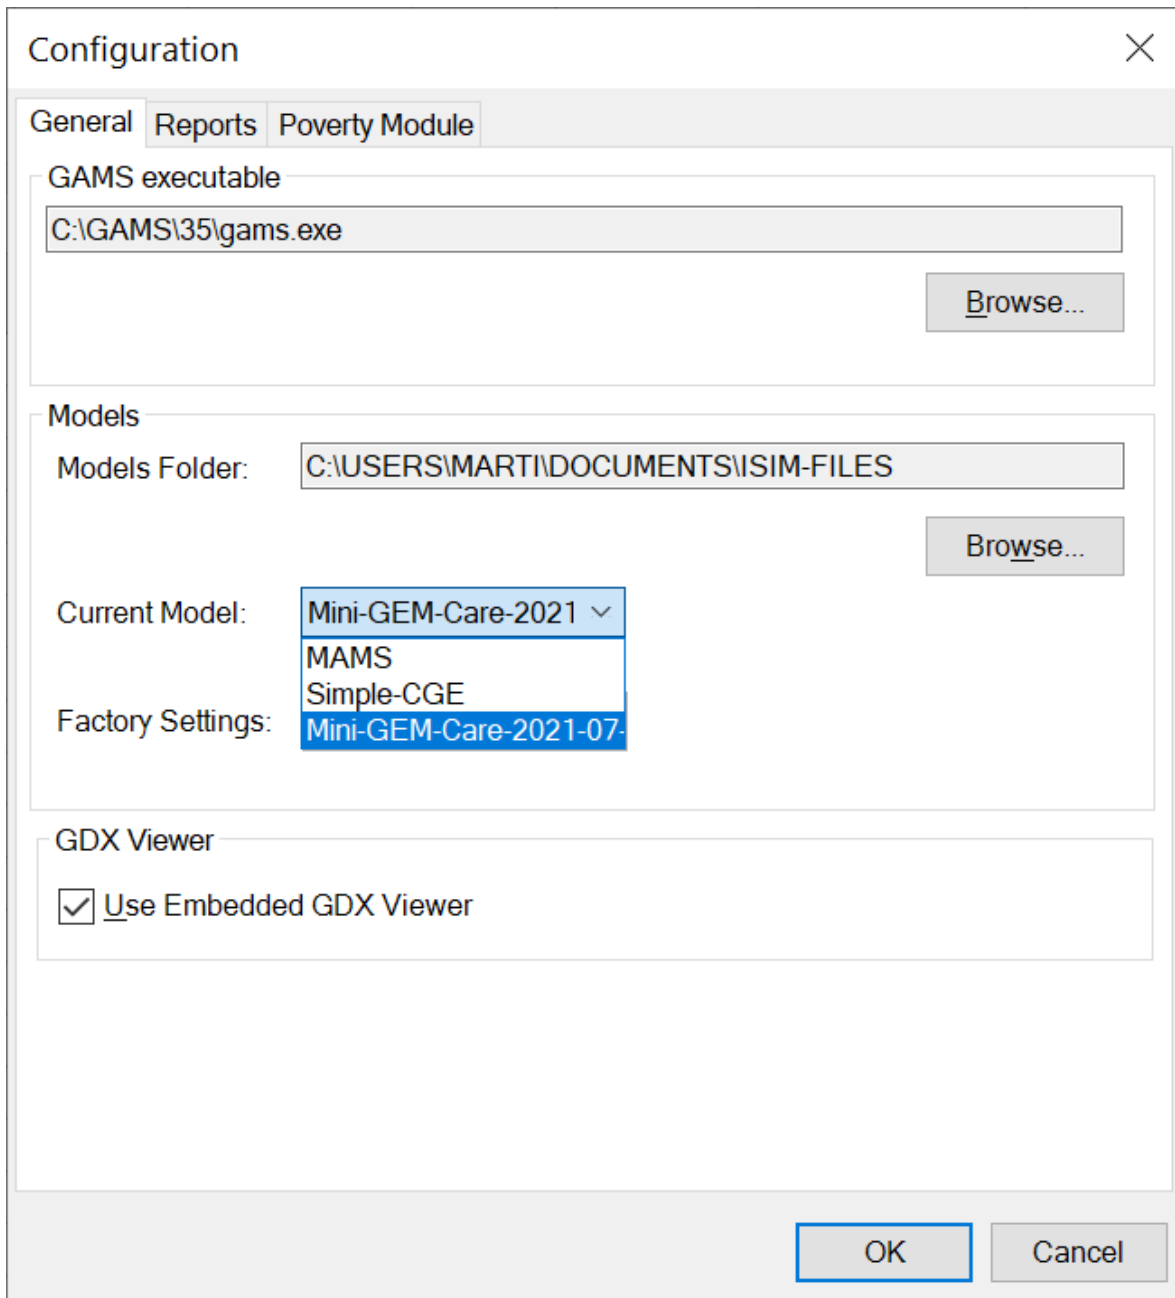 Configuration
General Reports Poverty Module
GAMS executable
C:\GAMS\35\gams.exe
Browse...
Models
Models Folder: C:\USERS\MARTI\DOCUMENTS\ISIM-FILES
Browse...
Current Model: Mini-GEM-Care-2021
MAMS
Simple-CGE
Factory Settings: Mini-GEM-Care-2021-07-
GDX Viewer
Use Embedded GDX Viewer
OK Cancel